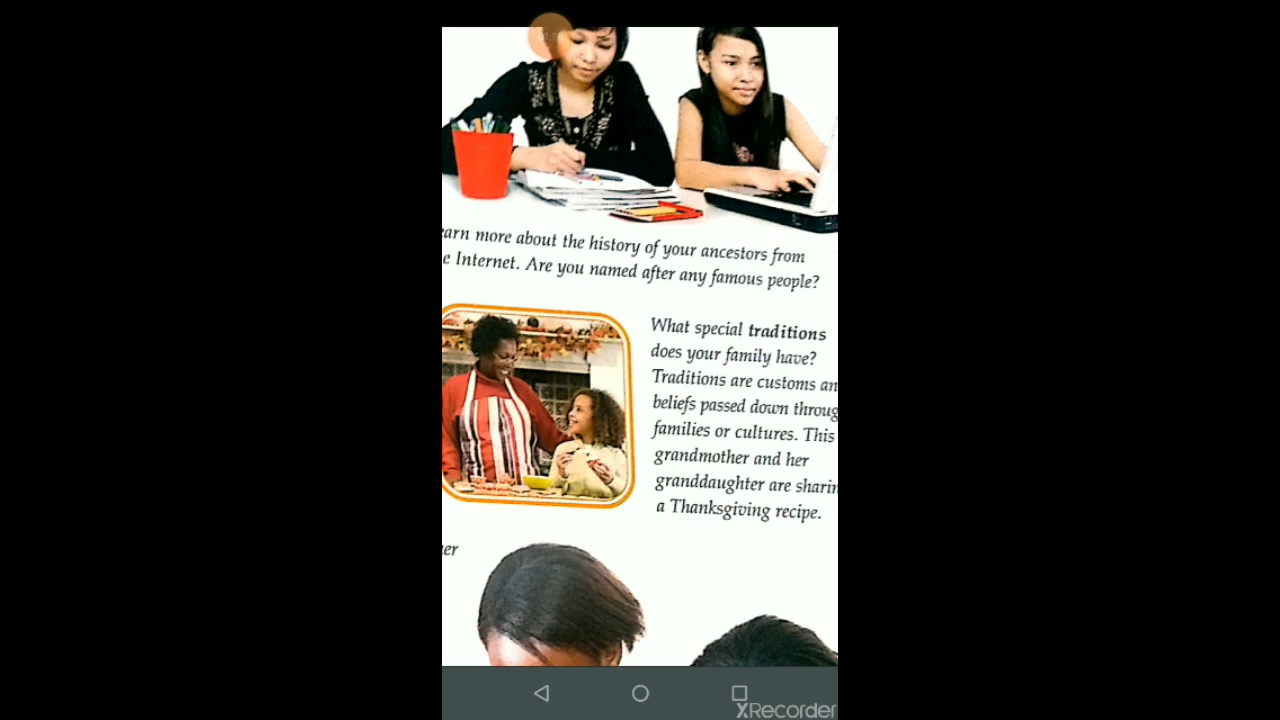 earn more about the history of your ancestors from
e Internet. Are you named after any famous people?
What special traditions
does your family have?
Traditions are customs an
beliefs passed down throug
families or cultures. This
grandmother and her
granddaughter are sharin
a Thanksgiving recipe.
er
XRecorder